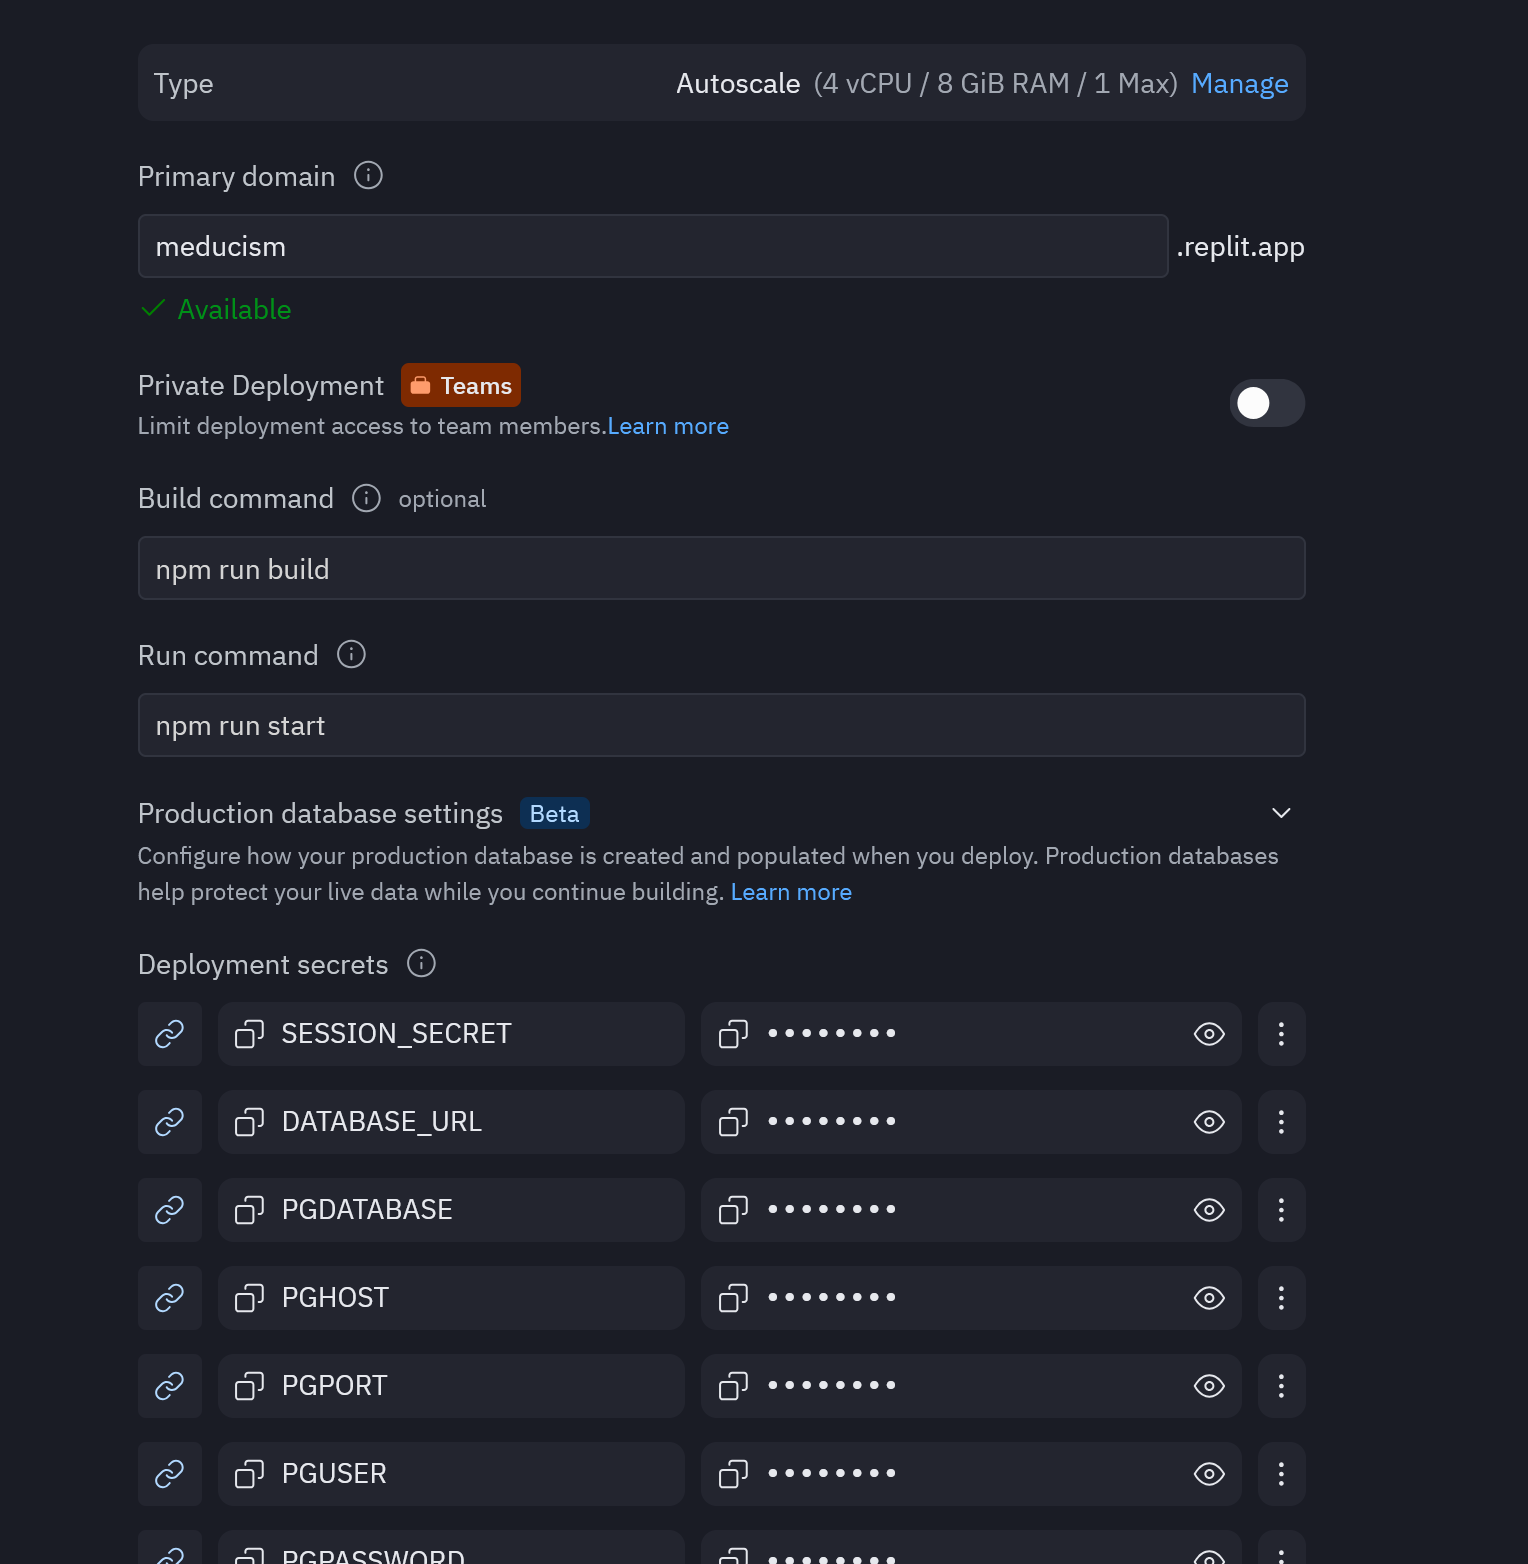 Type Autoscale (4 vCPU / 8 GiB RAM / 1 Max) Manage
Primary domain
meducism .replit.app
Available
Private Deployment Teams
Limit deployment access to team members.Learn more
Build command optional
npm run build
Run command
npm run start
Production database settings Beta
Configure how your production database is created and populated when you deploy. Production databases
help protect your live data while you continue building. Learn more
Deployment secrets
SESSION_SECRET ••••••••
DATABASE_URL ••••••••
PGDATABASE ••••••••
PGHOST ••••••••
PGPORT ••••••••
PGUSER ••••••••
PGPASSWORD ••••••••